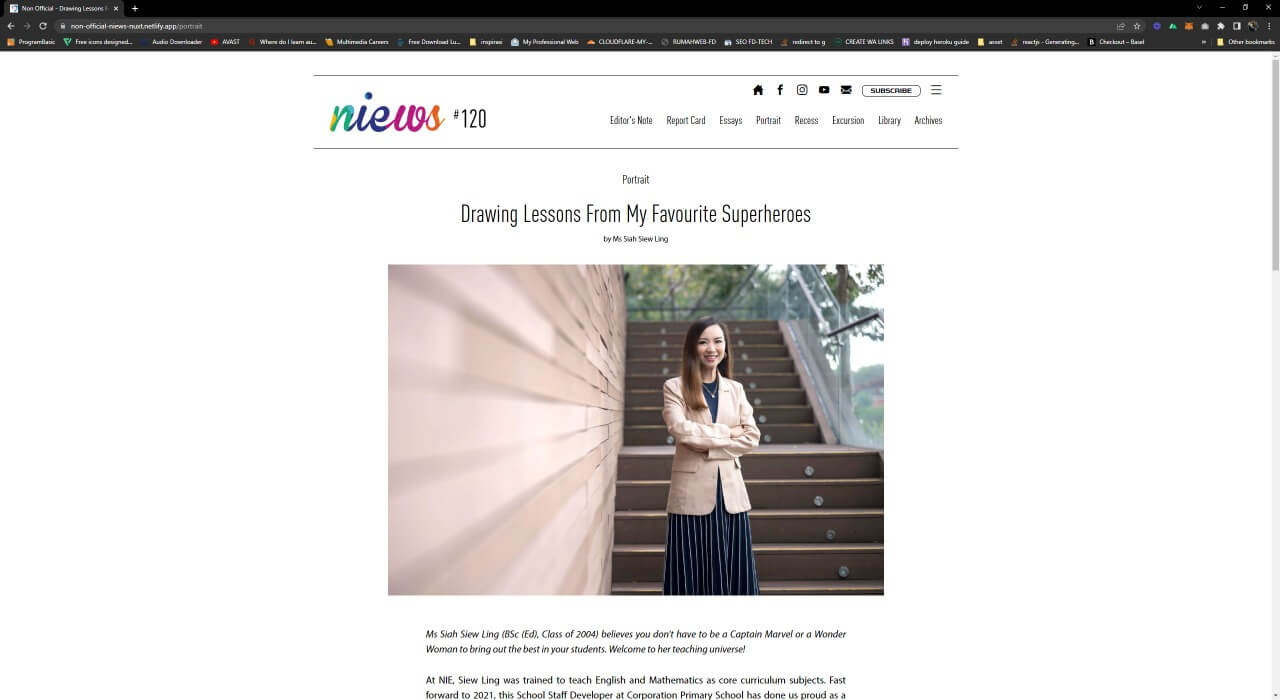 Non Official - Drawing Lessons F
non-official-niews-nuxt.netlify.app/portrait
ProgramBasic Free icons designed... Audio Downloader AVAST Where do I learn au... Multimedia Careers Free Download Lu... inspirasi My Professional Web CLOUDFLARE-MY-... RUMAHWEB-FD SEO FD-TECH redirect to g CREATE WA LINKS deploy heroku guide asset reactjs - Generating... Checkout – Basel » Other bookmarks
SUBSCRIBE
niews #120
Editor's Note Report Card Essays Portrait Recess Excursion Library Archives
Portrait
Drawing Lessons From My Favourite Superheroes
by Ms Siah Siew Ling
Ms Siah Siew Ling (BSc (Ed), Class of 2004) believes you don't have to be a Captain Marvel or a Wonder
Woman to bring out the best in your students. Welcome to her teaching universe!
At NIE, Siew Ling was trained to teach English and Mathematics as core curriculum subjects. Fast
forward to 2021, this School Staff Developer at Corporation Primary School has done us proud as a